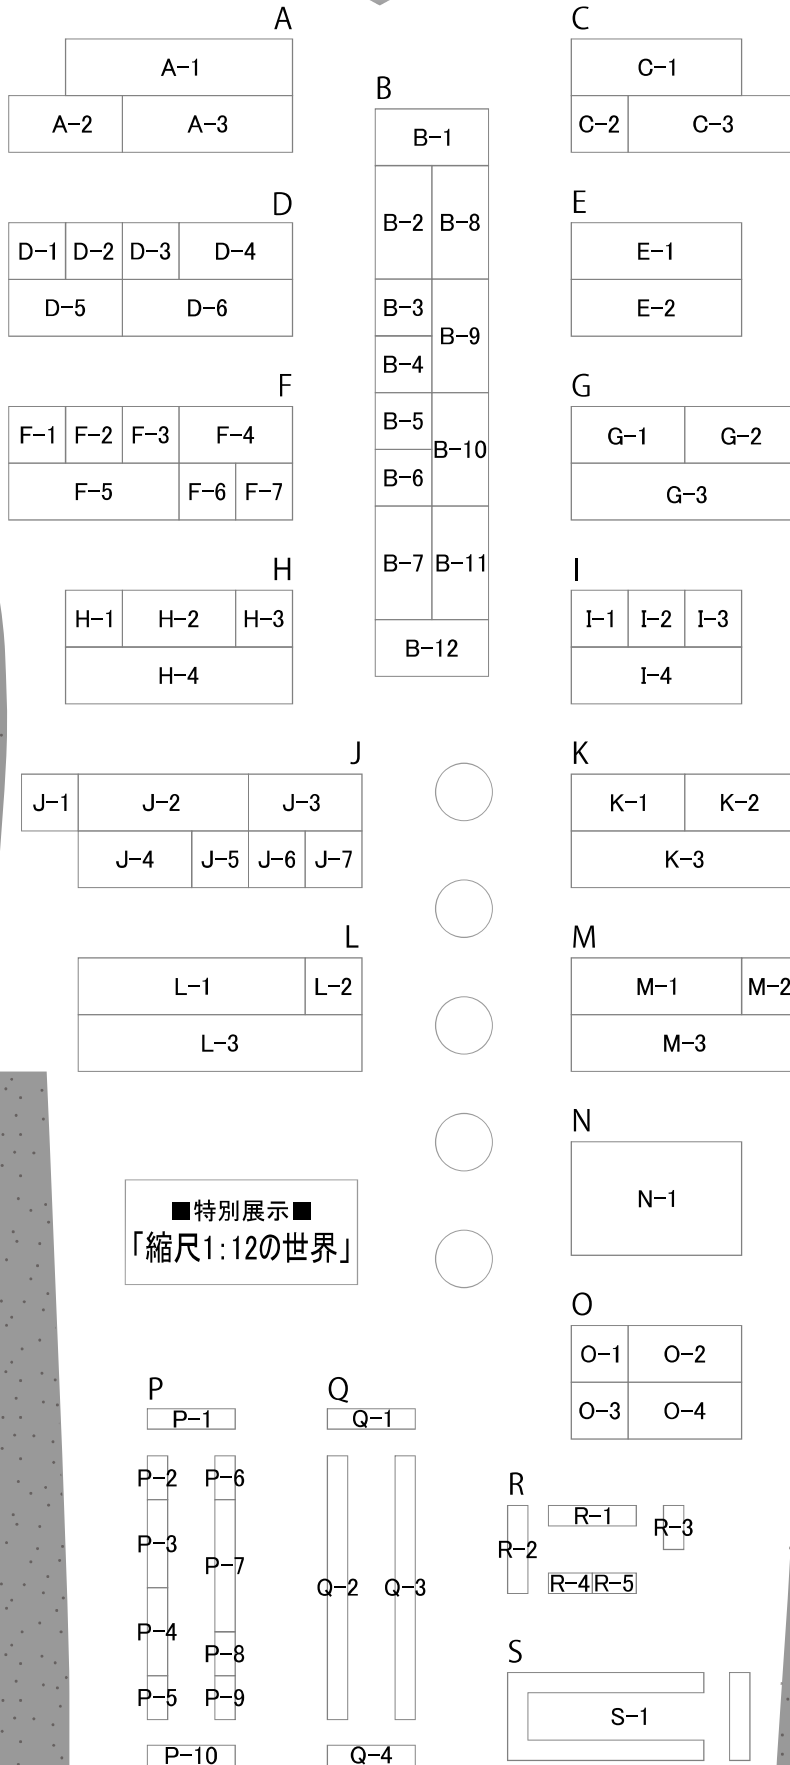 A
A-1
A-2 A-3
B
B-1
B-2 B-8
B-3
B-9
B-4
B-5
B-10
B-6
B-7 B-11
B-12
C
C-1
C-2 C-3
D
D-1 D-2 D-3 D-4
D-5 D-6
E
E-1
E-2
F
F-1 F-2 F-3 F-4
F-5 F-6 F-7
G
G-1 G-2
G-3
H
H-1 H-2 H-3
H-4
I
I-1 I-2 I-3
I-4
J
J-1 J-2 J-3
J-4 J-5 J-6 J-7
K
K-1 K-2
K-3
L
L-1 L-2
L-3
M
M-1 M-2
M-3
N
N-1
■特別展示■
「縮尺1:12の世界」
O
O-1 O-2
O-3 O-4
P
P-1
P-2 P-6
P-3
P-7
P-4
P-8
P-5 P-9
P-10
Q
Q-1
Q-2 Q-3
Q-4
R
R-1
R-2
R-3
R-4 R-5
S
S-1